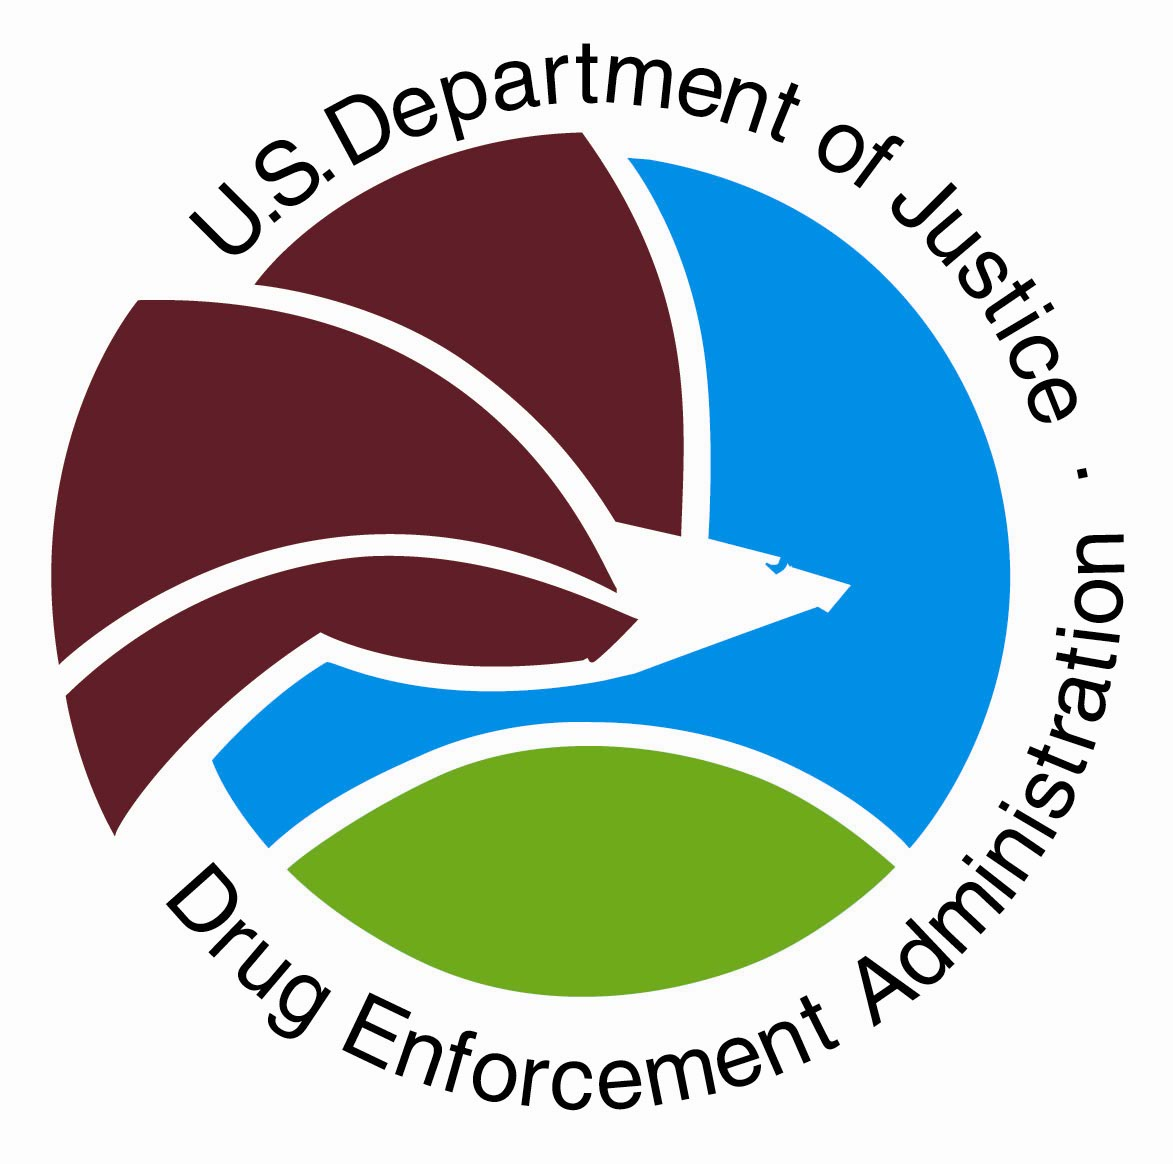 U.S. Department of Justice .
Drug Enforcement Administration